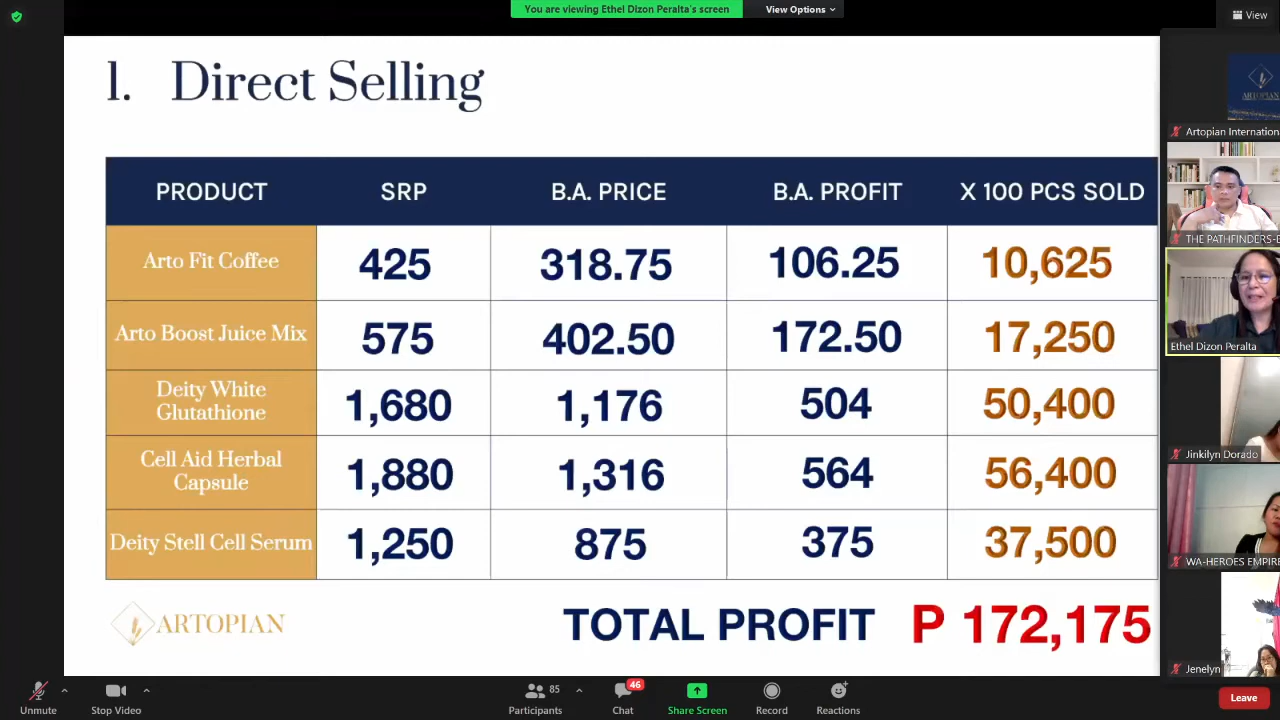 You are viewing Ethel Dizon Peralta's screen
View Options
View
1. Direct Selling
PRODUCT SRP B.A. PRICE B.A. PROFIT X 100 PCS SOLD
Arto Fit Coffee 425 318.75 106.25 10,625
Arto Boost Juice Mix 575 402.50 172.50 17,250
Deity White
Glutathione 1,680 1,176 504 50,400
Cell Aid Herbal
Capsule 1,880 1,316 564 56,400
Deity Stell Cell Serum 1,250 875 375 37,500
ARTOPIAN
TOTAL PROFIT P 172,175
ARTOPIAN
Artopian Internation
THE PATHFINDERS-E
Ethel Dizon Peralta
Jinkilyn Dorado
WA-HEROES EMPIRE
Jenelyn
Unmute
Stop Video
85
Participants
46
Chat
Share Screen
Record
Reactions
Leave